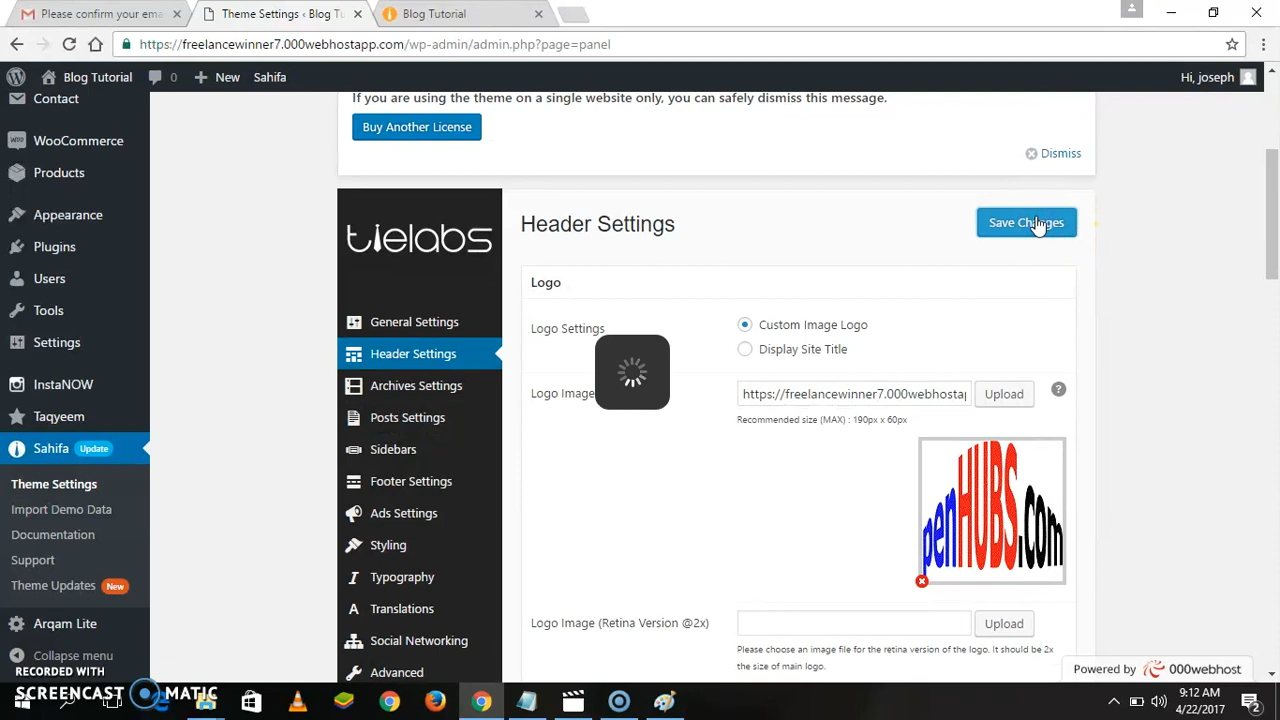 Please confirm your ema
Theme Settings ‹ Blog Tu
Blog Tutorial
https://freelancewinner7.000webhostapp.com/wp-admin/admin.php?page=panel
Blog Tutorial
0
New
Sahifa
Hi, joseph
Contact
WooCommerce
Products
Appearance
Plugins
Users
Tools
Settings
InstaNOW
Taqyeem
Sahifa Update
Theme Settings
Import Demo Data
Documentation
Support
Theme Updates New
Arqam Lite
Collapse menu
If you are using the theme on a single website only, you can safely dismiss this message.
Buy Another License
Dismiss
tielabs
General Settings
Header Settings
Archives Settings
Posts Settings
Sidebars
Footer Settings
Ads Settings
Styling
Typography
Translations
Social Networking
Advanced
Header Settings
Save Changes
Logo
Logo Settings
Custom Image Logo
Display Site Title
Logo Image
https://freelancewinner7.000webhostap
Upload
?
Recommended size (MAX) : 190px x 60px
penHUBS.com
Logo Image (Retina Version @2x)
Upload
Please choose an image file for the retina version of the logo. It should be 2x
the size of main logo.
Powered by 000webhost
RECORDED WITH
SCREENCAST MATIC
9:12 AM
4/22/2017
2